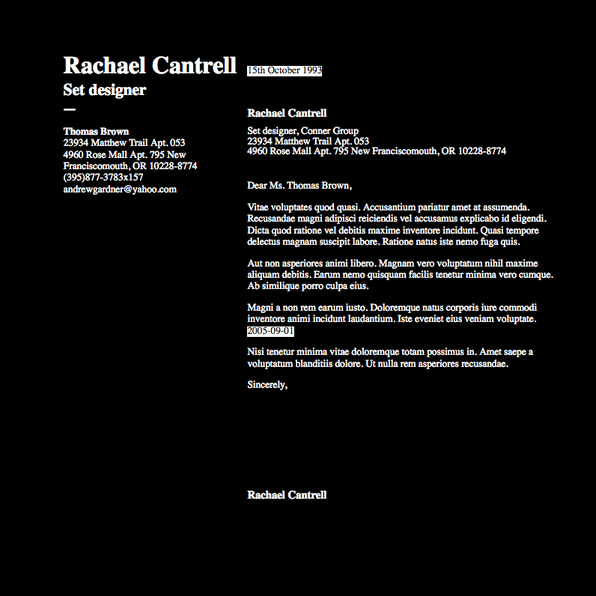 Rachael Cantrell
Set designer
Thomas Brown
23934 Matthew Trail Apt. 053
4960 Rose Mall Apt. 795 New
Franciscomouth, OR 10228-8774
(395)877-3783x157
andrewgardner@yahoo.com
15th October 1993
Rachael Cantrell
Set designer, Conner Group
23934 Matthew Trail Apt. 053
4960 Rose Mall Apt. 795 New Franciscomouth, OR 10228-8774
Dear Ms. Thomas Brown,
Vitae voluptates quod quasi. Accusantium pariatur amet at assumenda.
Recusandae magni adipisci reiciendis vel accusamus explicabo id eligendi.
Dicta quod ratione vel debitis maxime inventore incidunt. Quasi tempore
delectus magnam suscipit labore. Ratione natus iste nemo fuga quis.
Aut non asperiores animi libero. Magnam vero voluptatum nihil maxime
aliquam debitis. Earum nemo quisquam facilis tenetur minima vero cumque.
Ab similique porro culpa eius.
Magni a non rem earum iusto. Doloremque natus corporis iure commodi
inventore animi incidunt laudantium. Iste eveniet eius veniam voluptate.
2005-09-01
Nisi tenetur minima vitae doloremque totam possimus in. Amet saepe a
voluptatum blanditiis dolore. Ut nulla rem asperiores recusandae.
Sincerely,
Rachael Cantrell